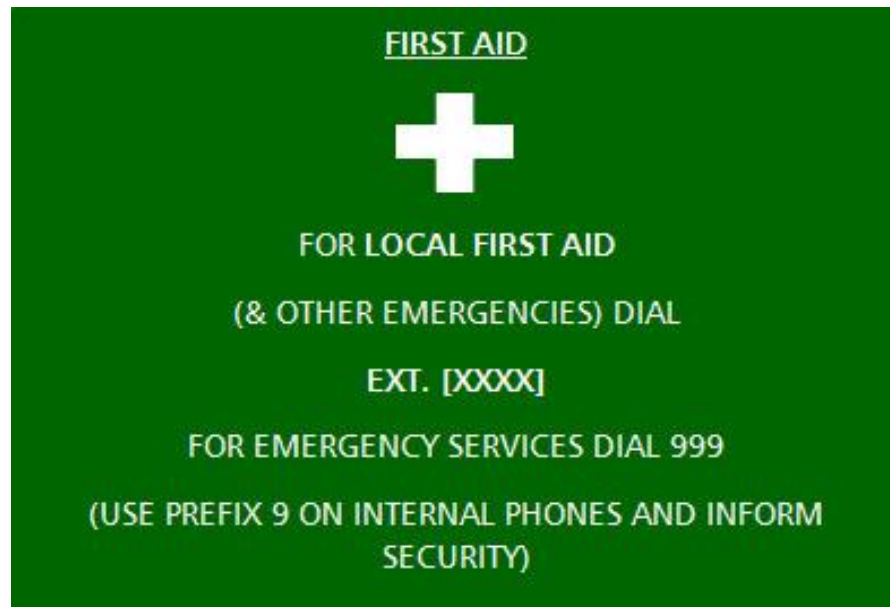 FIRST AID
FOR LOCAL FIRST AID
(& OTHER EMERGENCIES) DIAL
EXT. [XXXX]
FOR EMERGENCY SERVICES DIAL 999
(USE PREFIX 9 ON INTERNAL PHONES AND INFORM
SECURITY)